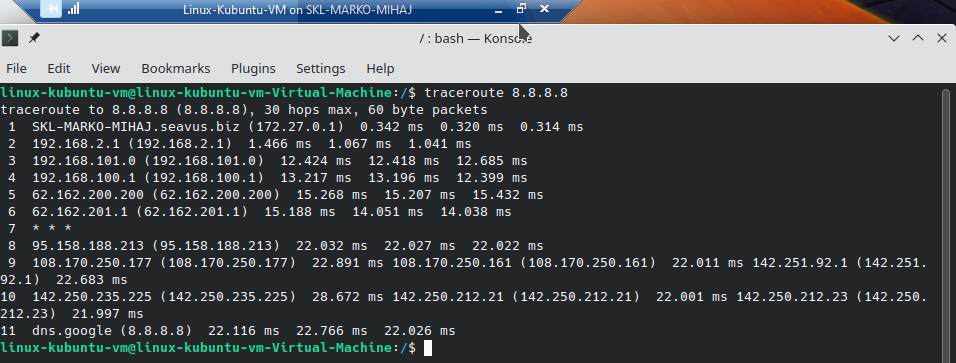 Linux-Kubuntu-VM on SKL-MARKO-MIHAJ
/ : bash — Konsole
File Edit View Bookmarks Plugins Settings Help
linux-kubuntu-vm@linux-kubuntu-vm-Virtual-Machine:/$ traceroute 8.8.8.8
traceroute to 8.8.8.8 (8.8.8.8), 30 hops max, 60 byte packets
 1  SKL-MARKO-MIHAJ.seavus.biz (172.27.0.1)  0.342 ms  0.320 ms  0.314 ms
 2  192.168.2.1 (192.168.2.1)  1.466 ms  1.067 ms  1.041 ms
 3  192.168.101.0 (192.168.101.0)  12.424 ms  12.418 ms  12.685 ms
 4  192.168.100.1 (192.168.100.1)  13.217 ms  13.196 ms  12.399 ms
 5  62.162.200.200 (62.162.200.200)  15.268 ms  15.207 ms  15.432 ms
 6  62.162.201.1 (62.162.201.1)  15.188 ms  14.051 ms  14.038 ms
 7  * * *
 8  95.158.188.213 (95.158.188.213)  22.032 ms  22.027 ms  22.022 ms
 9  108.170.250.177 (108.170.250.177)  22.891 ms 108.170.250.161 (108.170.250.161)  22.011 ms 142.251.92.1 (142.251.
92.1)  22.683 ms
10  142.250.235.225 (142.250.235.225)  28.672 ms 142.250.212.21 (142.250.212.21)  22.001 ms 142.250.212.23 (142.250.
212.23)  21.997 ms
11  dns.google (8.8.8.8)  22.116 ms  22.766 ms  22.026 ms
linux-kubuntu-vm@linux-kubuntu-vm-Virtual-Machine:/$